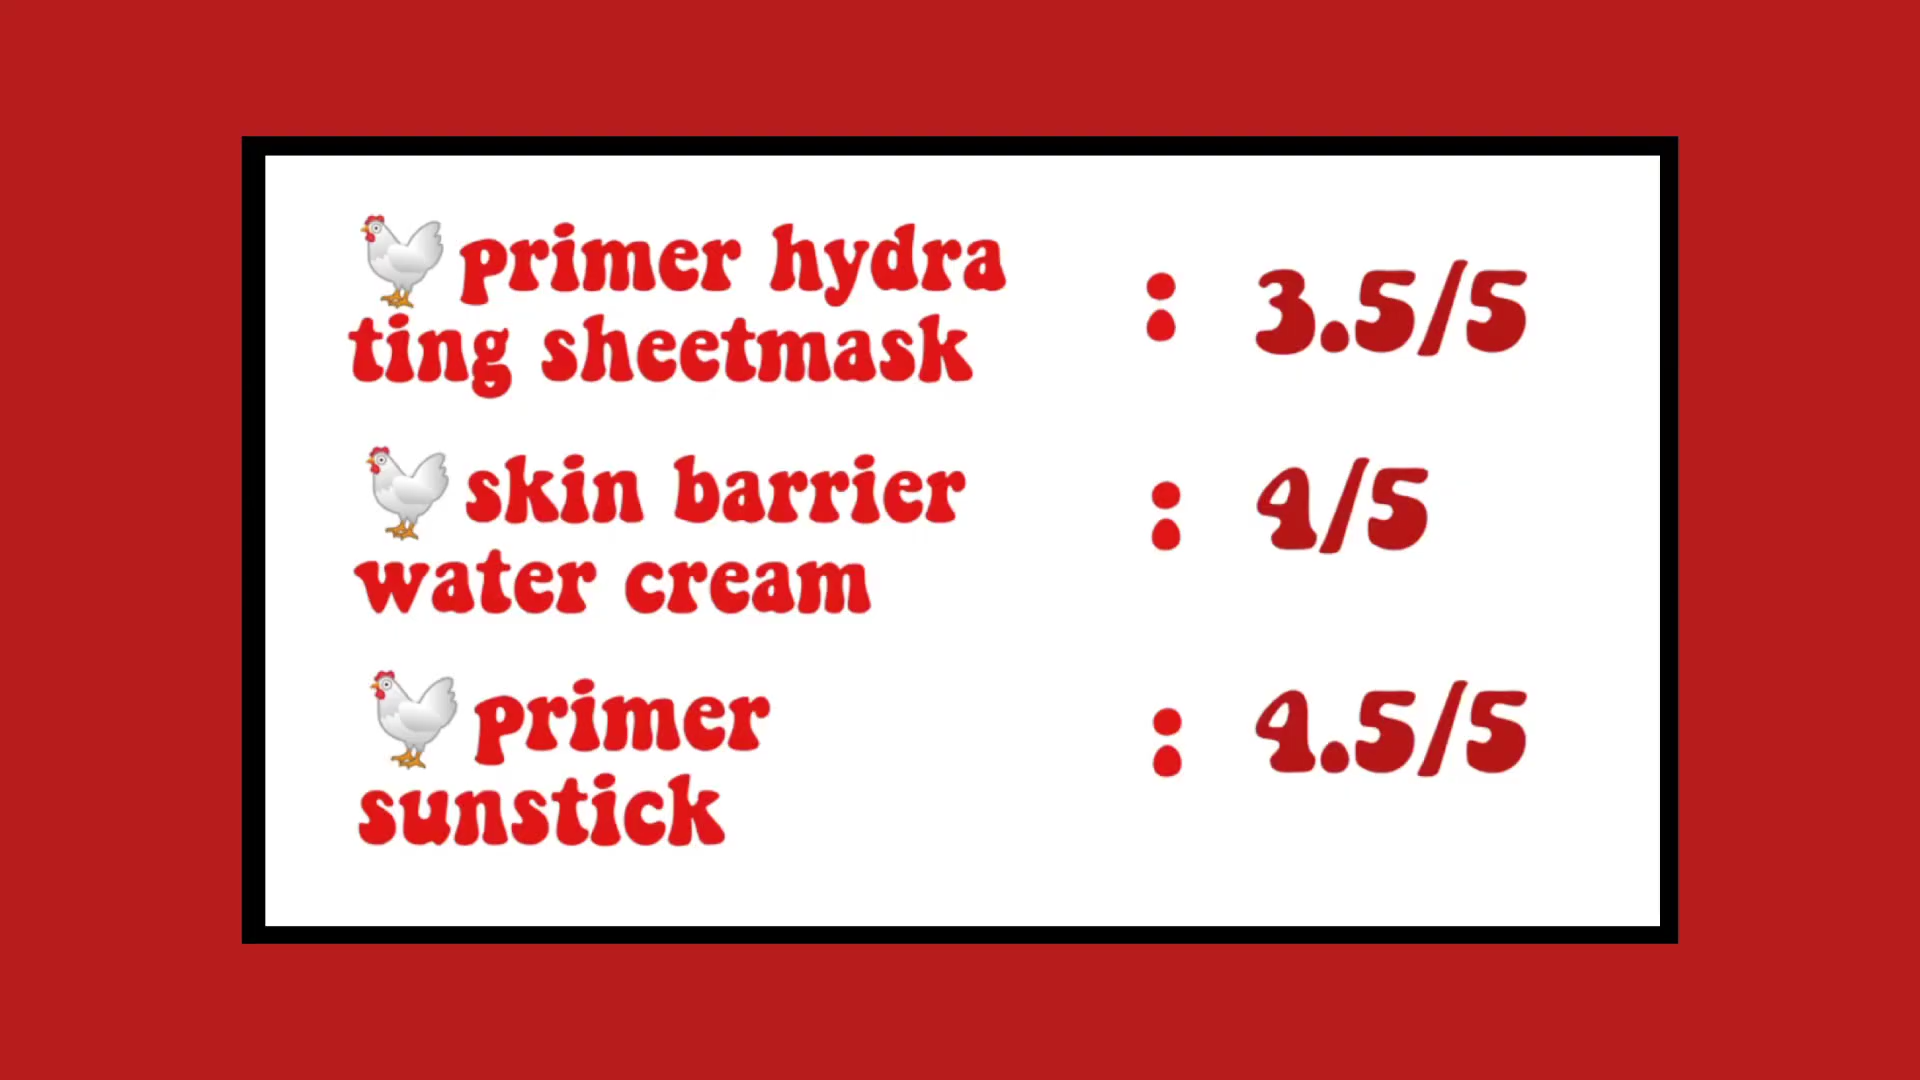 🐔primer hydra
ting sheetmask : 3.5/5
🐔skin barrier
water cream : 4/5
🐔primer
sunstick : 4.5/5